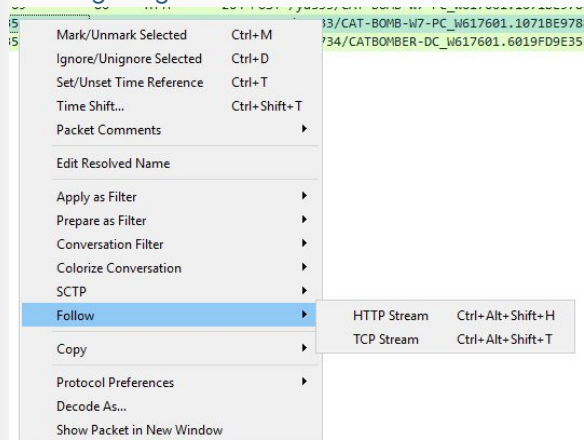 33/CAT-BOMB-W7-PC_W617601.1071BE978
734/CATBOMBER-DC_W617601.6019FD9E35
Mark/Unmark Selected Ctrl+M
Ignore/Unignore Selected Ctrl+D
Set/Unset Time Reference Ctrl+T
Time Shift... Ctrl+Shift+T
Packet Comments
Edit Resolved Name
Apply as Filter
Prepare as Filter
Conversation Filter
Colorize Conversation
SCTP
Follow
HTTP Stream Ctrl+Alt+Shift+H
TCP Stream Ctrl+Alt+Shift+T
Copy
Protocol Preferences
Decode As...
Show Packet in New Window